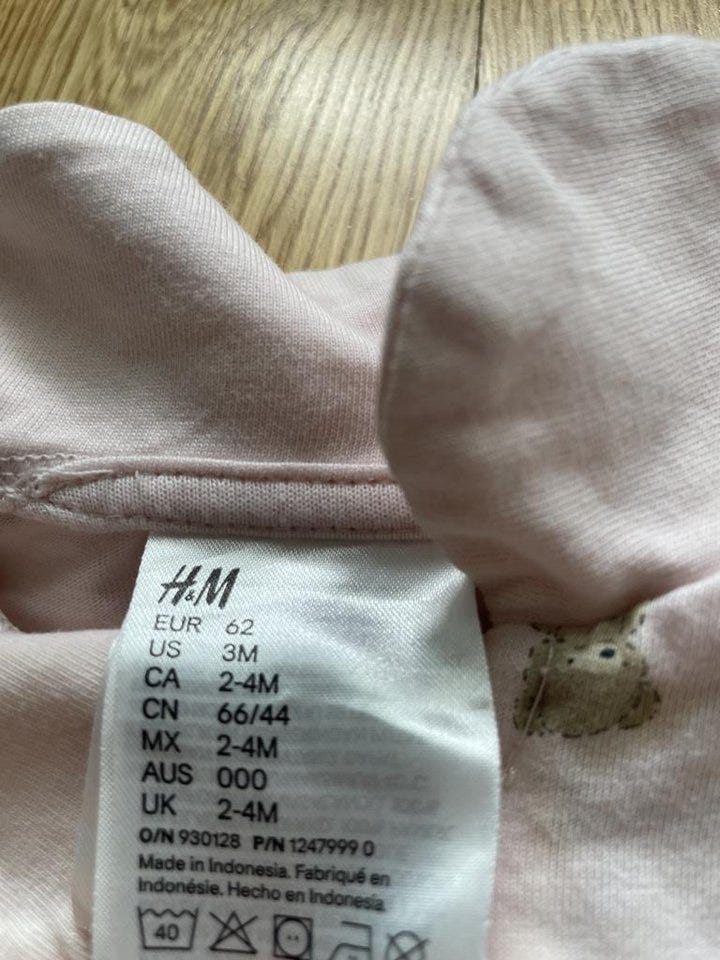 H&M
EUR 62
US 3M
CA 2-4M
CN 66/44
MX 2-4M
AUS 000
UK 2-4M
O/N 930128 P/N 1247999 0
Made in Indonesia. Fabriqué en
Indonésie. Hecho en Indonesia
40